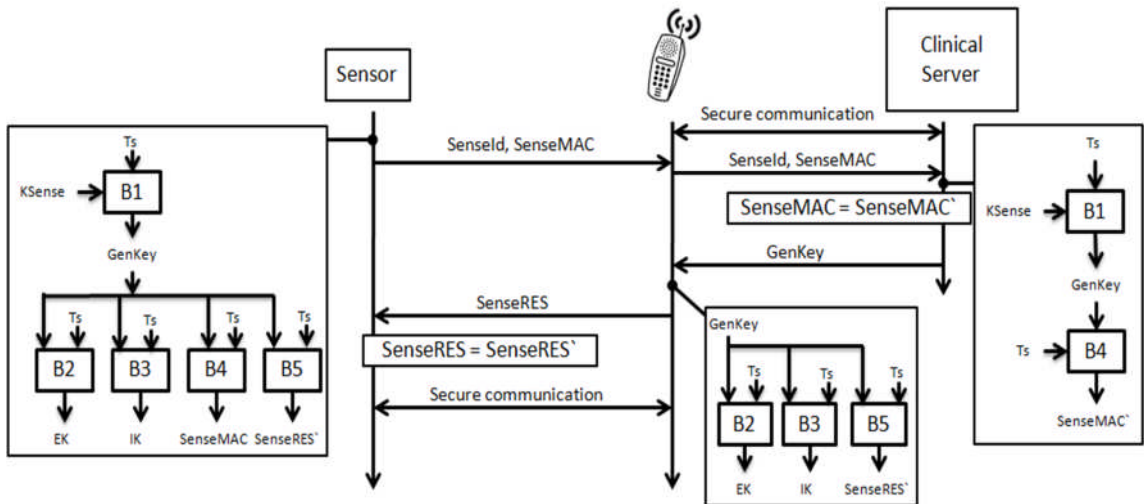 Sensor
Clinical
Server
Secure communication
SenseId, SenseMAC
SenseId, SenseMAC
SenseMAC = SenseMAC`
GenKey
SenseRES
SenseRES = SenseRES`
Secure communication
Ts
KSense
B1
GenKey
Ts
Ts
Ts
Ts
B2
B3
B4
B5
EK
IK
SenseMAC
SenseRES`
GenKey
Ts
Ts
Ts
B2
B3
B5
EK
IK
SenseRES`
Ts
KSense
B1
GenKey
Ts
B4
SenseMAC`